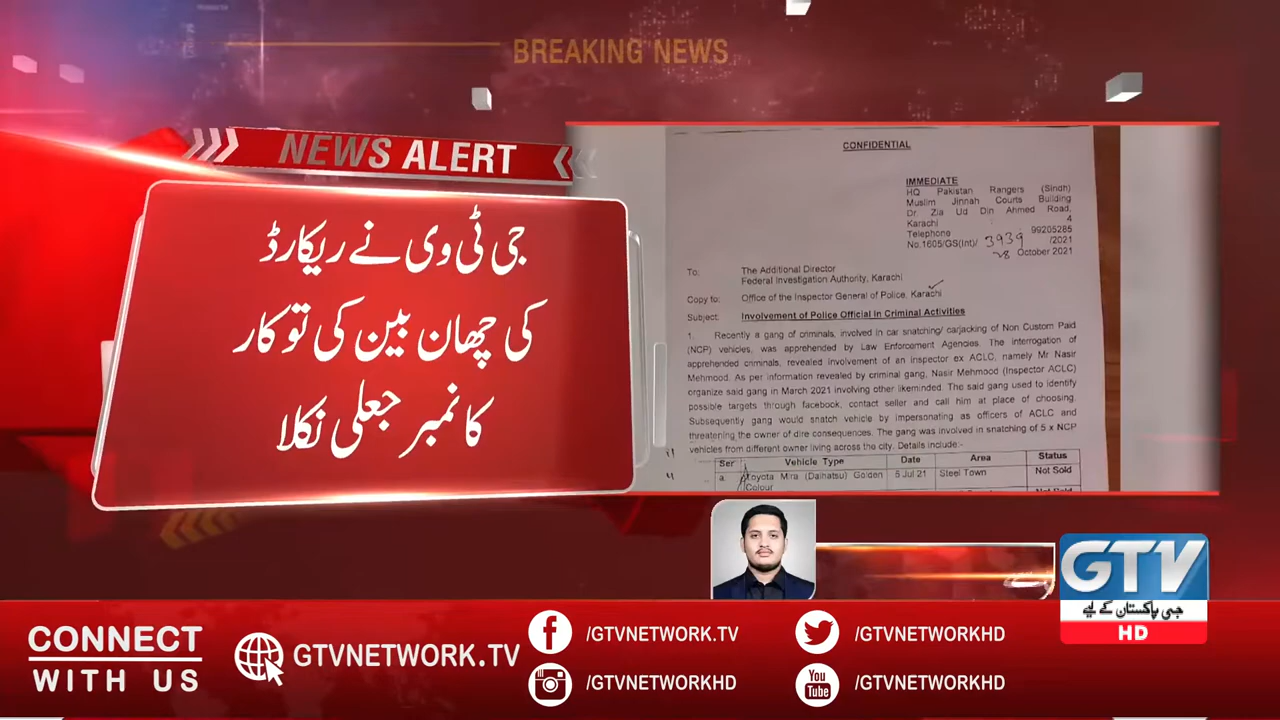 BREAKING NEWS
NEWS ALERT
جی ٹی وی نے ریکارڈ
کی چھان بین کی تو کار
کا نمبر جعلی نکلا
CONFIDENTIAL
IMMEDIATE
HQ Pakistan Rangers (Sindh)
Muslim Jinnah Courts Building
Dr. Zia Ud Din Ahmed Road,
Karachi 4
Telephone 99205285
No.1605/GS(Int)/ 3939 /2021
28 October 2021
To: The Additional Director
Federal Investigation Authority, Karachi
Copy to: Office of the Inspector General of Police, Karachi
Subject: Involvement of Police Official in Criminal Activities
1. Recently a gang of criminals, involved in car snatching/ carjacking of Non Custom Paid
(NCP) vehicles, was apprehended by Law Enforcement Agencies. The interrogation of
apprehended criminals, revealed involvement of an inspector ex ACLC, namely Mr Nasir
Mehmood. As per information revealed by criminal gang, Nasir Mehmood (Inspector ACLC)
organize said gang in March 2021 involving other likeminded. The said gang used to identify
possible targets through facebook, contact seller and call him at place of choosing.
Subsequently gang would snatch vehicle by impersonating as officers of ACLC and
threatening the owner of dire consequences. The gang was involved in snatching of 5 x NCP
vehicles from different owner living across the city. Details include:-
Ser Vehicle Type Date Area Status
a. Toyota Mira (Daihatsu) Golden 5 Jul 21 Steel Town Not Sold
Colour Not Sold
GTV
جی پاکستان کے لیے
HD
CONNECT
WITH US
GTVNETWORK.TV
/GTVNETWORK.TV
/GTVNETWORKHD
/GTVNETWORKHD
You
Tube
/GTVNETWORKHD